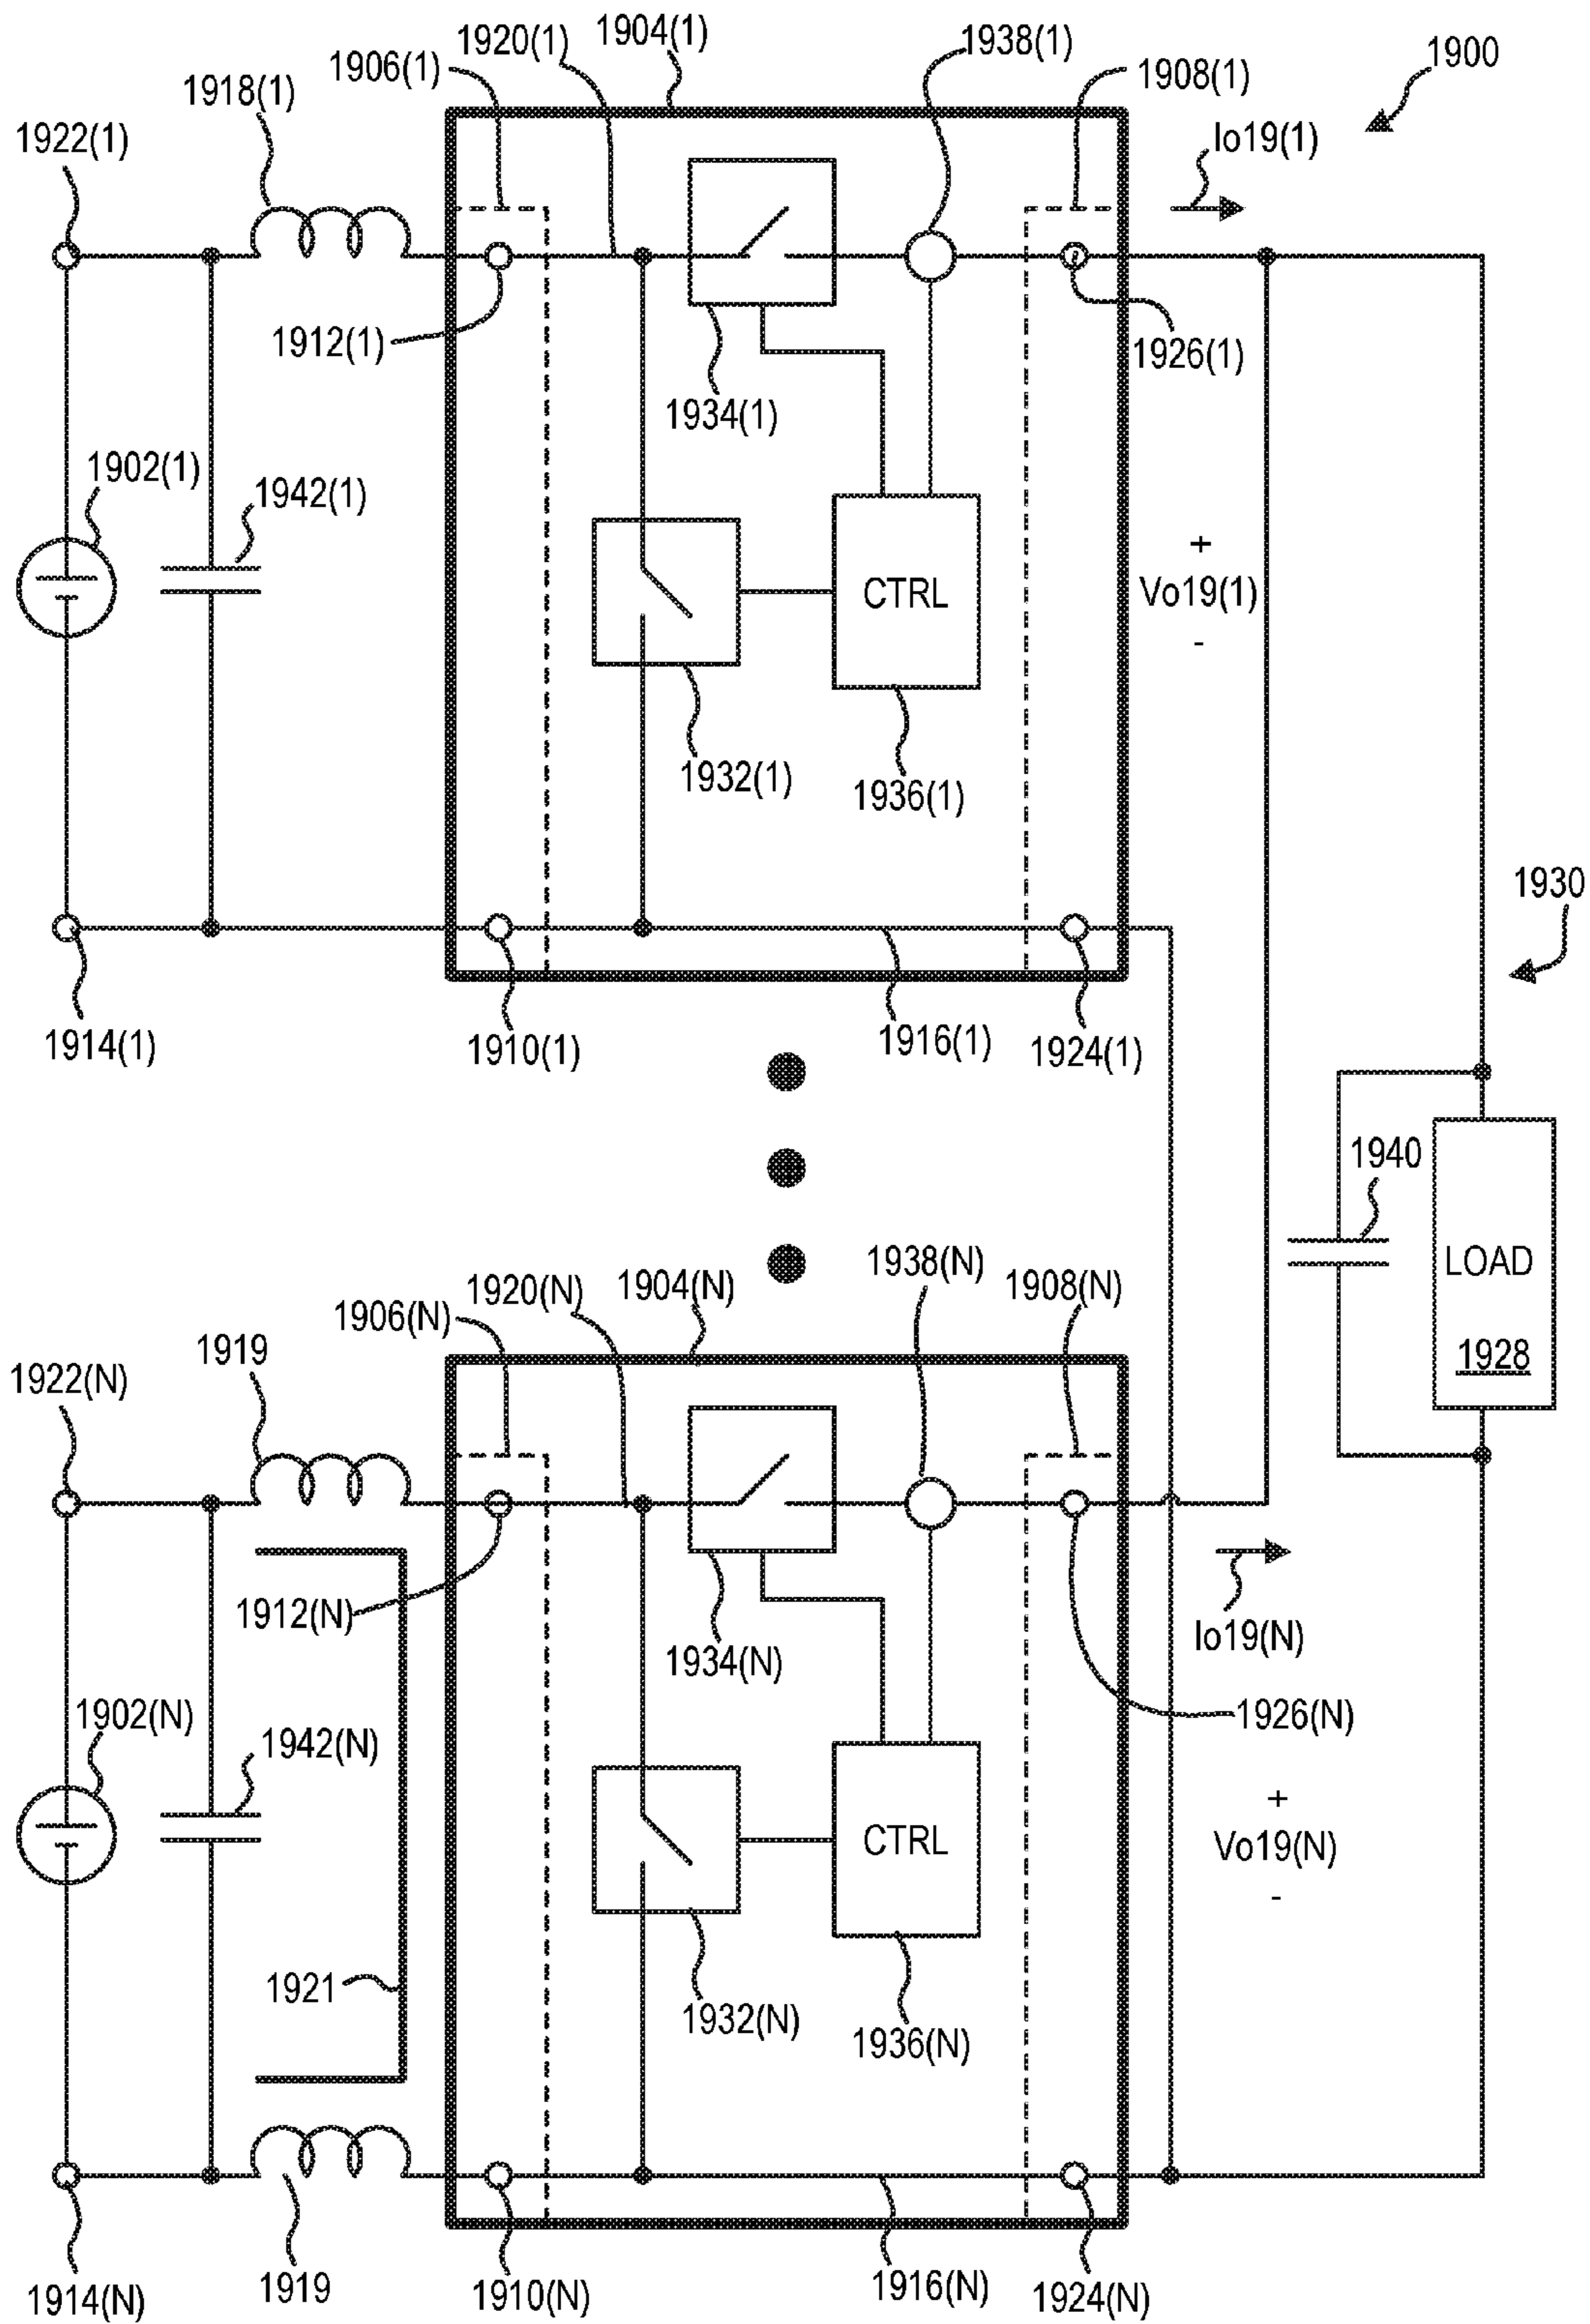 1920(1)
1904(1)
1938(1)
1900
1906(1)
1908(1)
1918(1)
1922(1)
Io19(1)
1912(1)
1926(1)
1934(1)
1902(1)
1942(1)
+
CTRL
Vo19(1)
-
1932(1)
1936(1)
1930
1914(1)
1910(1)
1916(1)
1924(1)
1940
LOAD
1928
1938(N)
1908(N)
1920(N)
1904(N)
1906(N)
1919
1922(N)
1912(N)
1934(N)
Io19(N)
1902(N)
1942(N)
1926(N)
+
CTRL
Vo19(N)
-
1921
1932(N)
1936(N)
1914(N)
1919
1910(N)
1916(N)
1924(N)